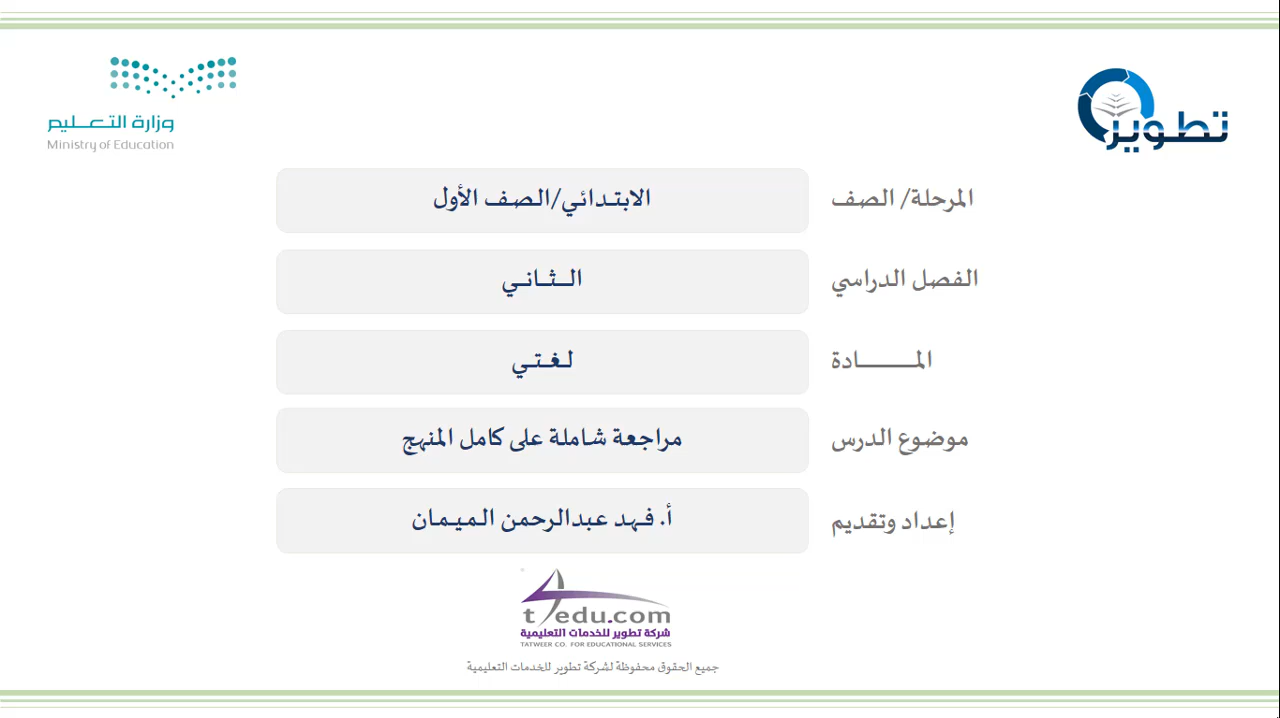 تطوير
وزارة التعليم
Ministry of Education
المرحلة/ الصف
الابتدائي/الصف الأول
الفصل الدراسي
الثاني
المادة
لغتي
موضوع الدرس
مراجعة شاملة على كامل المنهج
إعداد وتقديم
أ. فهد عبدالرحمن الميمان
t4edu.com
شركة تطوير للخدمات التعليمية
TATWEER CO. FOR EDUCATIONAL SERVICES
جميع الحقوق محفوظة لشركة تطوير للخدمات التعليمية